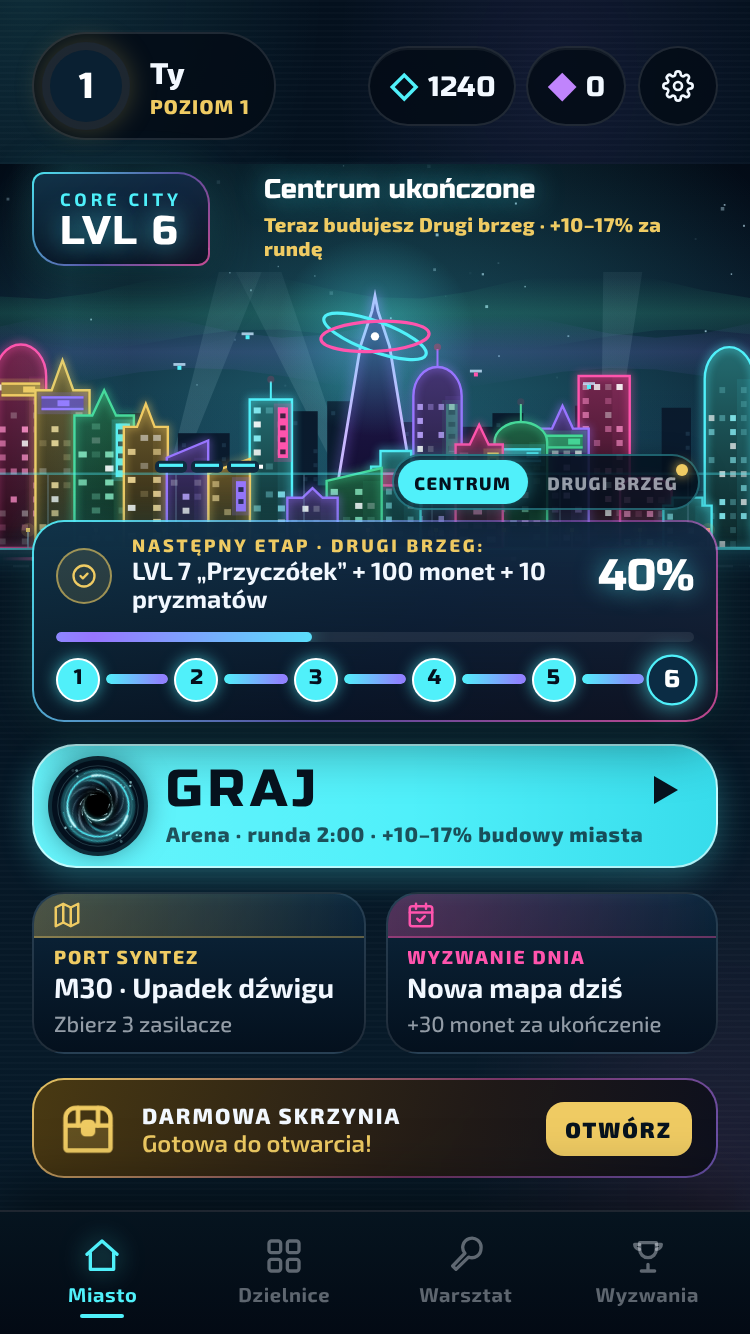 1
Ty
POZIOM 1
1240
0
CORE CITY
LVL 6
Centrum ukończone
Teraz budujesz Drugi brzeg · +10–17% za
rundę
CENTRUM
DRUGI BRZEG
NASTĘPNY ETAP · DRUGI BRZEG:
LVL 7 „Przyczółek” + 100 monet + 10
pryzmatów
40%
1 2 3 4 5 6
GRAJ
Arena · runda 2:00 · +10–17% budowy miasta
PORT SYNTEZ
M30 · Upadek dźwigu
Zbierz 3 zasilacze
WYZWANIE DNIA
Nowa mapa dziś
+30 monet za ukończenie
DARMOWA SKRZYNIA
Gotowa do otwarcia!
OTWÓRZ
Miasto
Dzielnice
Warsztat
Wyzwania